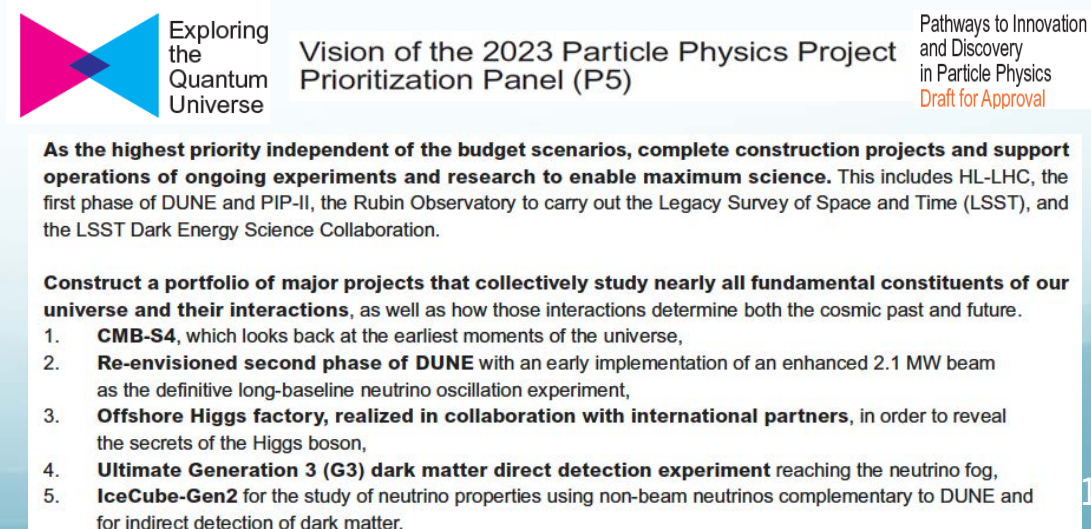 Exploring
the
Quantum
Universe
Vision of the 2023 Particle Physics Project
Prioritization Panel (P5)
Pathways to Innovation
and Discovery
in Particle Physics
Draft for Approval
As the highest priority independent of the budget scenarios, complete construction projects and support
operations of ongoing experiments and research to enable maximum science. This includes HL-LHC, the
first phase of DUNE and PIP-II, the Rubin Observatory to carry out the Legacy Survey of Space and Time (LSST), and
the LSST Dark Energy Science Collaboration.
Construct a portfolio of major projects that collectively study nearly all fundamental constituents of our
universe and their interactions, as well as how those interactions determine both the cosmic past and future.
1. CMB-S4, which looks back at the earliest moments of the universe,
2. Re-envisioned second phase of DUNE with an early implementation of an enhanced 2.1 MW beam
as the definitive long-baseline neutrino oscillation experiment,
3. Offshore Higgs factory, realized in collaboration with international partners, in order to reveal
the secrets of the Higgs boson,
4. Ultimate Generation 3 (G3) dark matter direct detection experiment reaching the neutrino fog,
5. IceCube-Gen2 for the study of neutrino properties using non-beam neutrinos complementary to DUNE and
for indirect detection of dark matter.
1